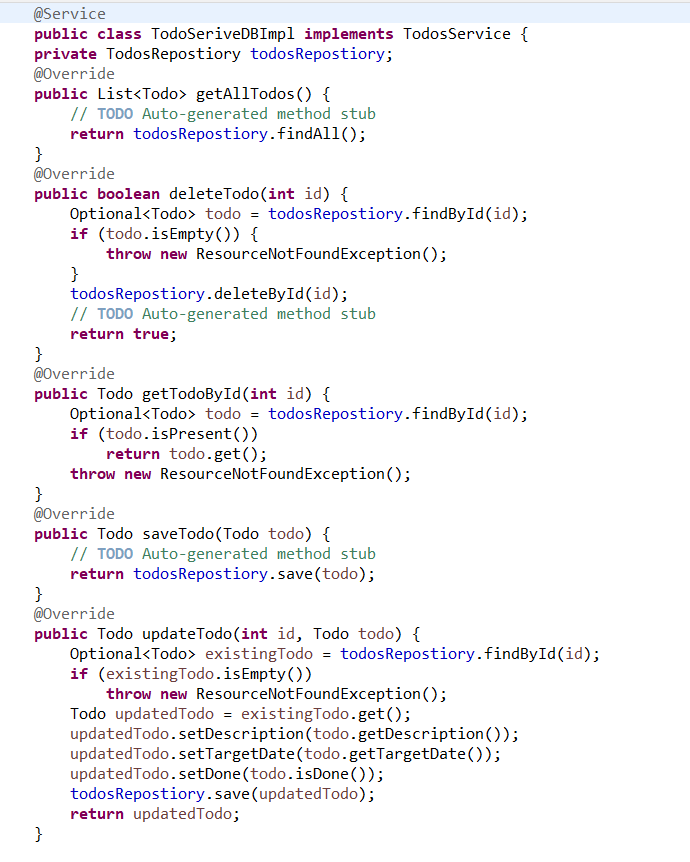 @Service
public class TodoSeriveDBImpl implements TodosService {
private TodosRepostiory todosRepostiory;
@Override
public List<Todo> getAllTodos() {
    // TODO Auto-generated method stub
    return todosRepostiory.findAll();
}
@Override
public boolean deleteTodo(int id) {
    Optional<Todo> todo = todosRepostiory.findById(id);
    if (todo.isEmpty()) {
        throw new ResourceNotFoundException();
    }
    todosRepostiory.deleteById(id);
    // TODO Auto-generated method stub
    return true;
}
@Override
public Todo getTodoById(int id) {
    Optional<Todo> todo = todosRepostiory.findById(id);
    if (todo.isPresent())
        return todo.get();
    throw new ResourceNotFoundException();
}
@Override
public Todo saveTodo(Todo todo) {
    // TODO Auto-generated method stub
    return todosRepostiory.save(todo);
}
@Override
public Todo updateTodo(int id, Todo todo) {
    Optional<Todo> existingTodo = todosRepostiory.findById(id);
    if (existingTodo.isEmpty())
        throw new ResourceNotFoundException();
    Todo updatedTodo = existingTodo.get();
    updatedTodo.setDescription(todo.getDescription());
    updatedTodo.setTargetDate(todo.getTargetDate());
    updatedTodo.setDone(todo.isDone());
    todosRepostiory.save(updatedTodo);
    return updatedTodo;
}